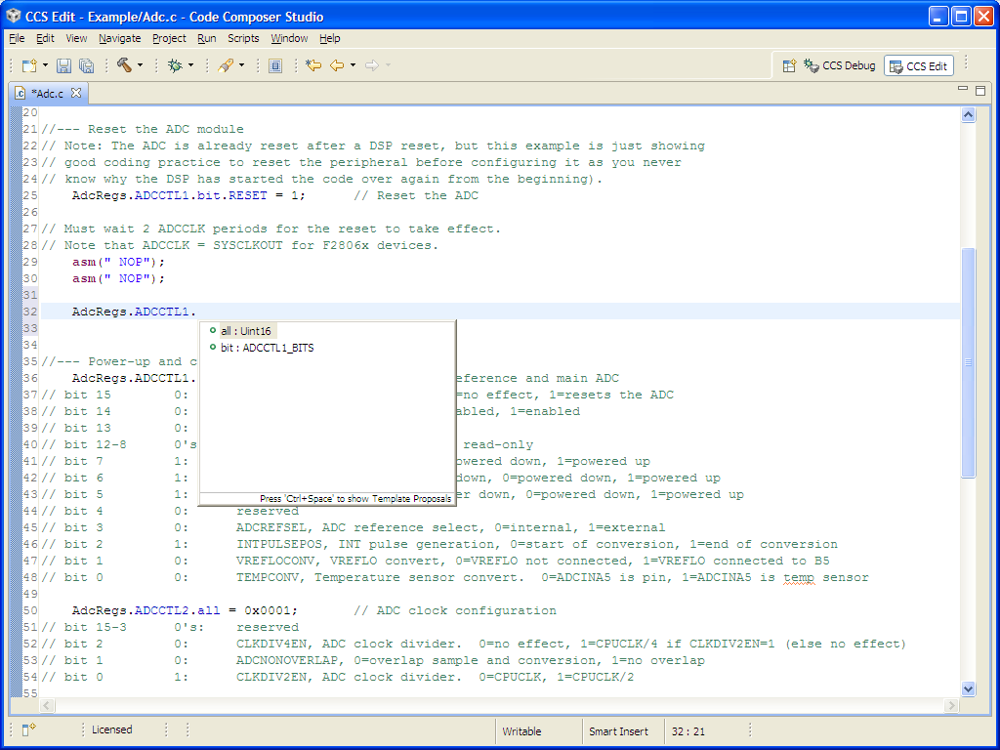 CCS Edit - Example/Adc.c - Code Composer Studio
File Edit View Navigate Project Run Scripts Window Help
CCS Debug CCS Edit
*Adc.c
20
21 //--- Reset the ADC module
22 // Note: The ADC is already reset after a DSP reset, but this example is just showing
23 // good coding practice to reset the peripheral before configuring it as you never
24 // know why the DSP has started the code over again from the beginning).
25 AdcRegs.ADCCTL1.bit.RESET = 1; // Reset the ADC
26
27 // Must wait 2 ADCCLK periods for the reset to take effect.
28 // Note that ADCCLK = SYSCLKOUT for F2806x devices.
29 asm(" NOP");
30 asm(" NOP");
31
32 AdcRegs.ADCCTL1.
33
all : Uint16
34
bit : ADCCTL1_BITS
35 //--- Power-up and c
36 AdcRegs.ADCCTL1. eference and main ADC
37 // bit 15 0: =no effect, 1=resets the ADC
38 // bit 14 0: abled, 1=enabled
39 // bit 13 0:
40 // bit 12-8 0's read-only
41 // bit 7 1: owered down, 1=powered up
42 // bit 6 1: down, 0=powered down, 1=powered up
43 // bit 5 1: er down, 0=powered down, 1=powered up
Press 'Ctrl+Space' to show Template Proposals
44 // bit 4 0: reserved
45 // bit 3 0: ADCREFSEL, ADC reference select, 0=internal, 1=external
46 // bit 2 1: INTPULSEPOS, INT pulse generation, 0=start of conversion, 1=end of conversion
47 // bit 1 0: VREFLOCONV, VREFLO convert, 0=VREFLO not connected, 1=VREFLO connected to B5
48 // bit 0 0: TEMPCONV, Temperature sensor convert. 0=ADCINA5 is pin, 1=ADCINA5 is temp sensor
49
50 AdcRegs.ADCCTL2.all = 0x0001; // ADC clock configuration
51 // bit 15-3 0's: reserved
52 // bit 2 0: CLKDIV4EN, ADC clock divider. 0=no effect, 1=CPUCLK/4 if CLKDIV2EN=1 (else no effect)
53 // bit 1 0: ADCNONOVERLAP, 0=overlap sample and conversion, 1=no overlap
54 // bit 0 1: CLKDIV2EN, ADC clock divider. 0=CPUCLK, 1=CPUCLK/2
55
Licensed Writable Smart Insert 32 : 21